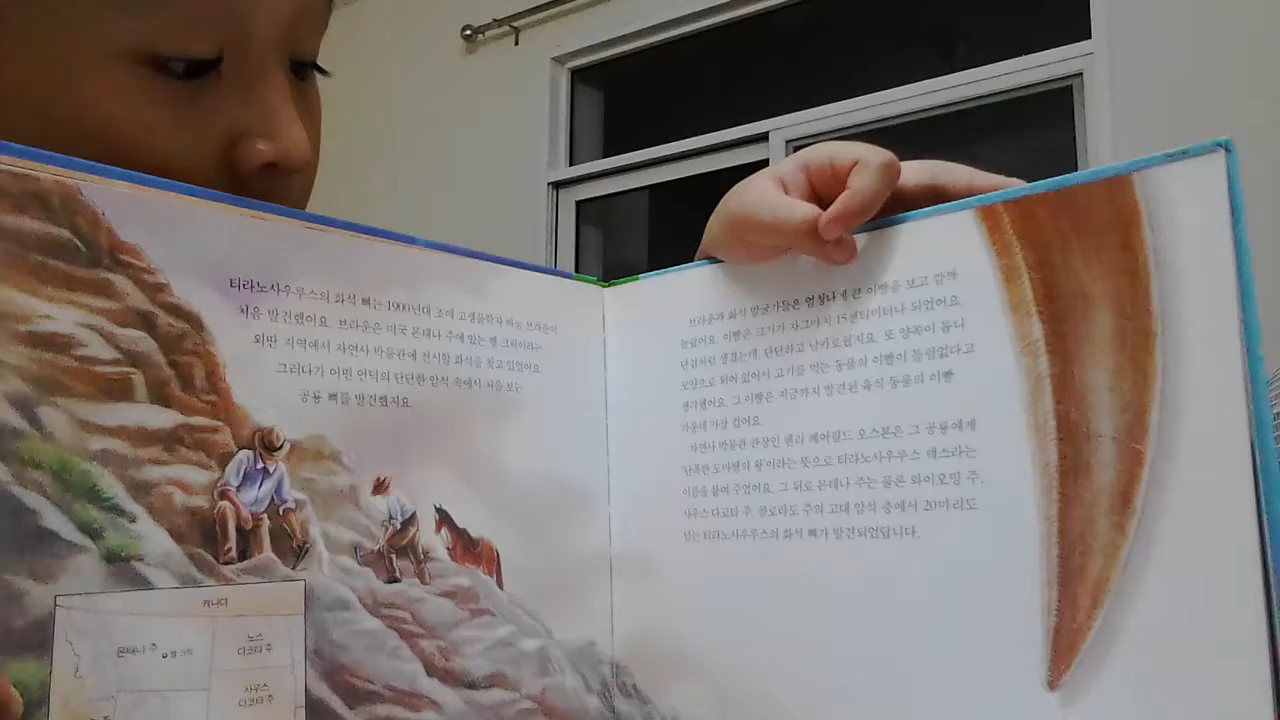 티라노사우루스의 화석 뼈는 1900년대 초에 고생물학자 바넘 브라운이
처음 발견했어요. 브라운은 미국 몬태나 주에 있는 헬 크릭이라는
외딴 지역에서 자연사 박물관에 전시할 화석을 찾고 있었어요.
그러다가 어떤 언덕의 단단한 암석 속에서 처음 보는
공룡 뼈를 발견했지요.
캐나다
몬태나 주
헬 크릭
노스
다코타 주
사우스
다코타 주
브라운과 화석 발굴가들은 엄청나게 큰 이빨을 보고 깜짝
놀랐어요. 이빨은 크기가 자그마치 15센티미터나 되었어요.
단검처럼 생겼는데, 단단하고 날카로웠지요. 또 양쪽이 톱니
모양으로 되어 있어서 고기를 먹는 동물의 이빨이 틀림없다고
생각했어요. 그 이빨은 지금까지 발견된 육식 동물의 이빨
가운데 가장 컸어요.
자연사 박물관 관장인 헨리 페어필드 오스본은 그 공룡에게
'난폭한 도마뱀의 왕'이라는 뜻으로 티라노사우루스 렉스라는
이름을 붙여 주었어요. 그 뒤로 몬태나 주는 물론 와이오밍 주,
사우스다코타 주, 콜로라도 주의 고대 암석 층에서 20마리도
넘는 티라노사우루스의 화석 뼈가 발견되었답니다.